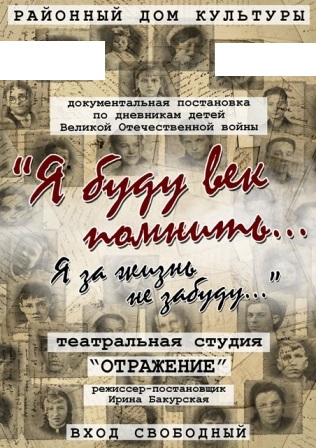 РАЙОННЫЙ ДОМ КУЛЬТУРЫ
документальная постановка
по дневникам детей
Великой Отечественной войны
“Я буду век
помнить...
Я за жизнь
не забуду...”
театральная студия
“ОТРАЖЕНИЕ”
режиссер-постановщик
Ирина Бакурская
ВХОД СВОБОДНЫЙ